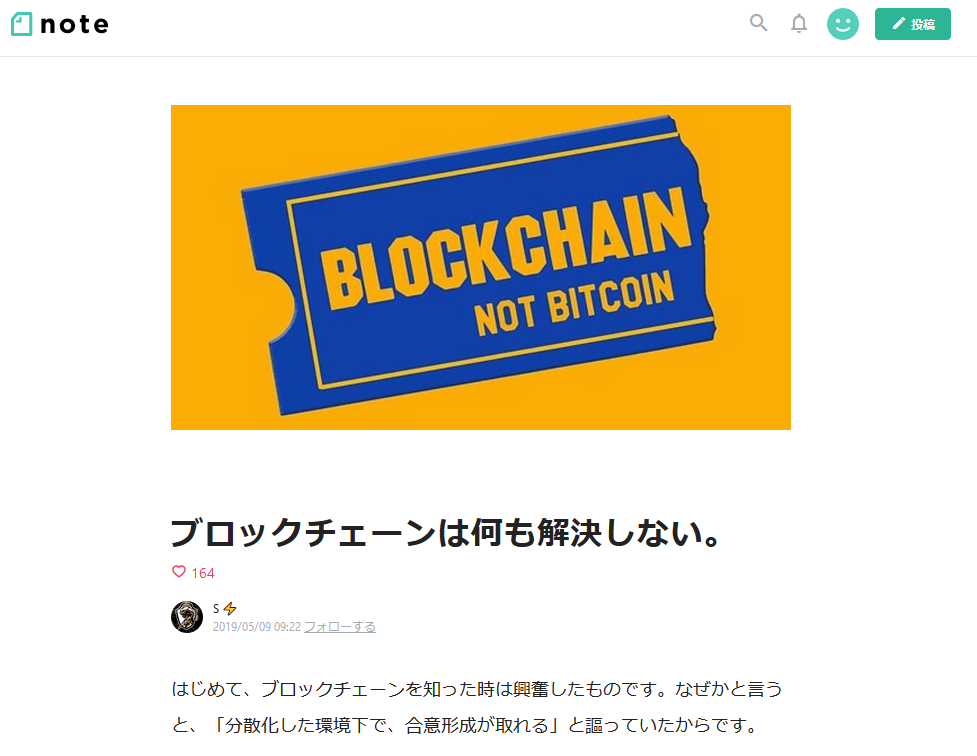 note
投稿
BLOCKCHAIN
NOT BITCOIN
ブロックチェーンは何も解決しない。
164
S⚡
2019/05/09 09:22 フォローする
はじめて、ブロックチェーンを知った時は興奮したものです。なぜかと言う
と、「分散化した環境下で、合意形成が取れる」と謳っていたからです。